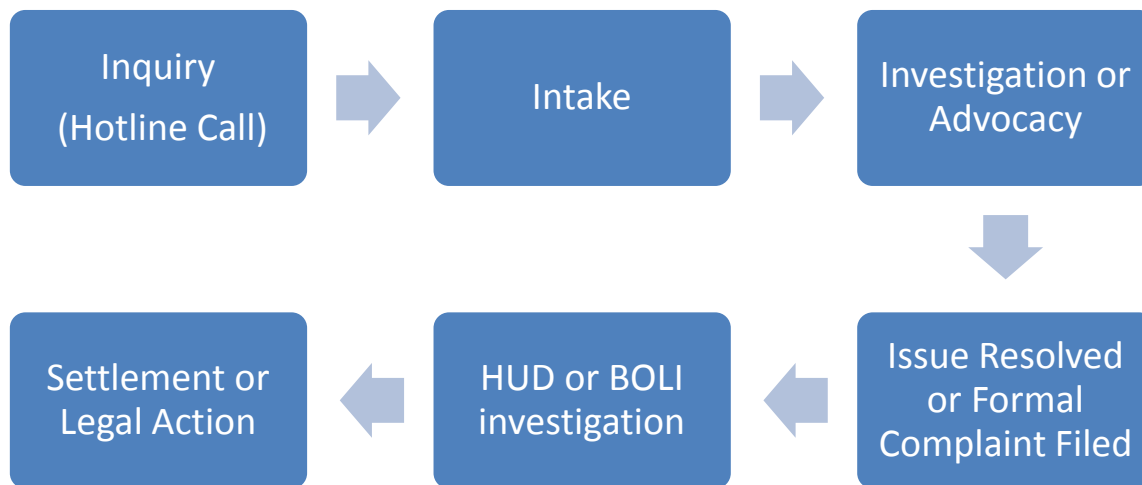 Inquiry
(Hotline Call)
Intake
Investigation or
Advocacy
Issue Resolved
or Formal
Complaint Filed
HUD or BOLI
investigation
Settlement or
Legal Action